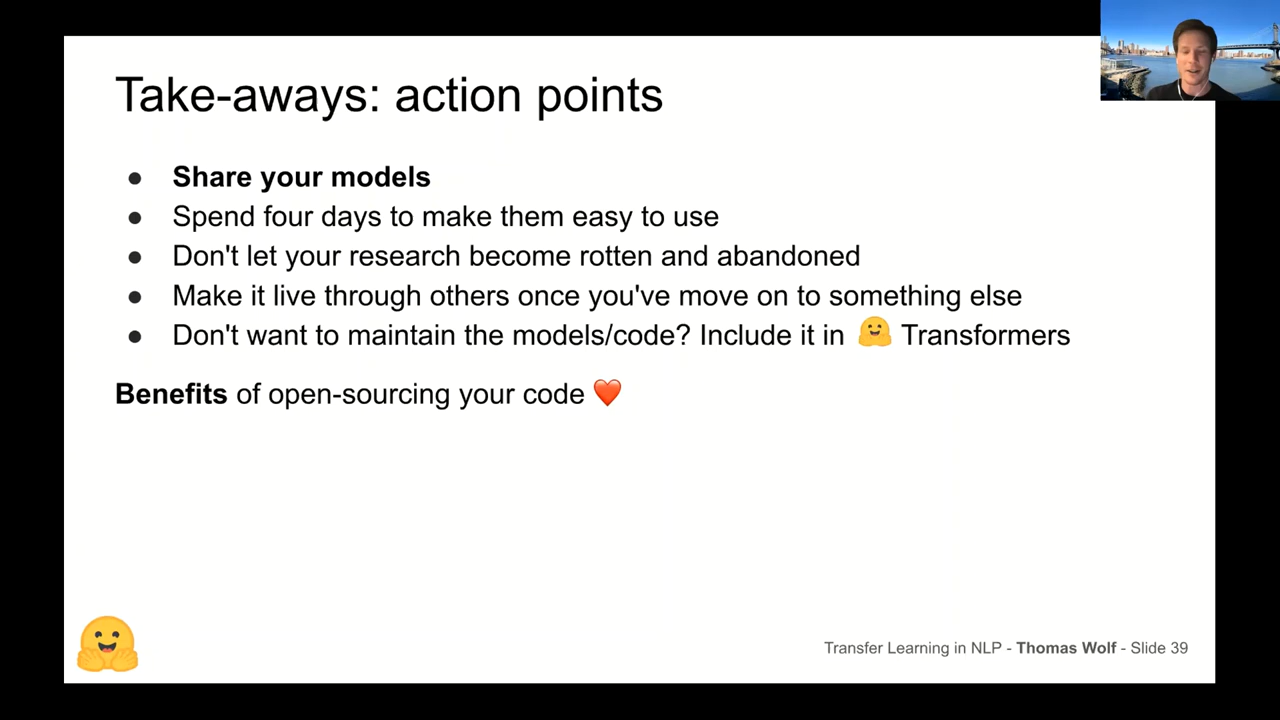 Take-aways: action points
● Share your models
● Spend four days to make them easy to use
● Don't let your research become rotten and abandoned
● Make it live through others once you've move on to something else
● Don't want to maintain the models/code? Include it in 🤗 Transformers
Benefits of open-sourcing your code ❤️
Transfer Learning in NLP - Thomas Wolf - Slide 39